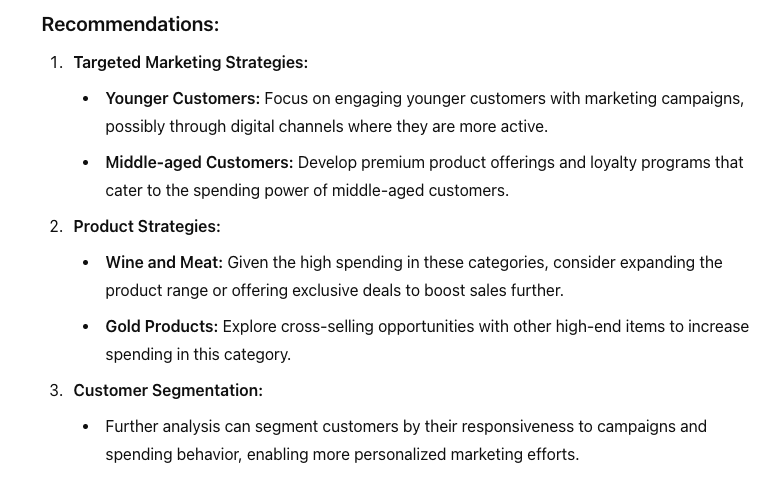 Recommendations:
1. Targeted Marketing Strategies:
• Younger Customers: Focus on engaging younger customers with marketing campaigns,
possibly through digital channels where they are more active.
• Middle-aged Customers: Develop premium product offerings and loyalty programs that
cater to the spending power of middle-aged customers.
2. Product Strategies:
• Wine and Meat: Given the high spending in these categories, consider expanding the
product range or offering exclusive deals to boost sales further.
• Gold Products: Explore cross-selling opportunities with other high-end items to increase
spending in this category.
3. Customer Segmentation:
• Further analysis can segment customers by their responsiveness to campaigns and
spending behavior, enabling more personalized marketing efforts.